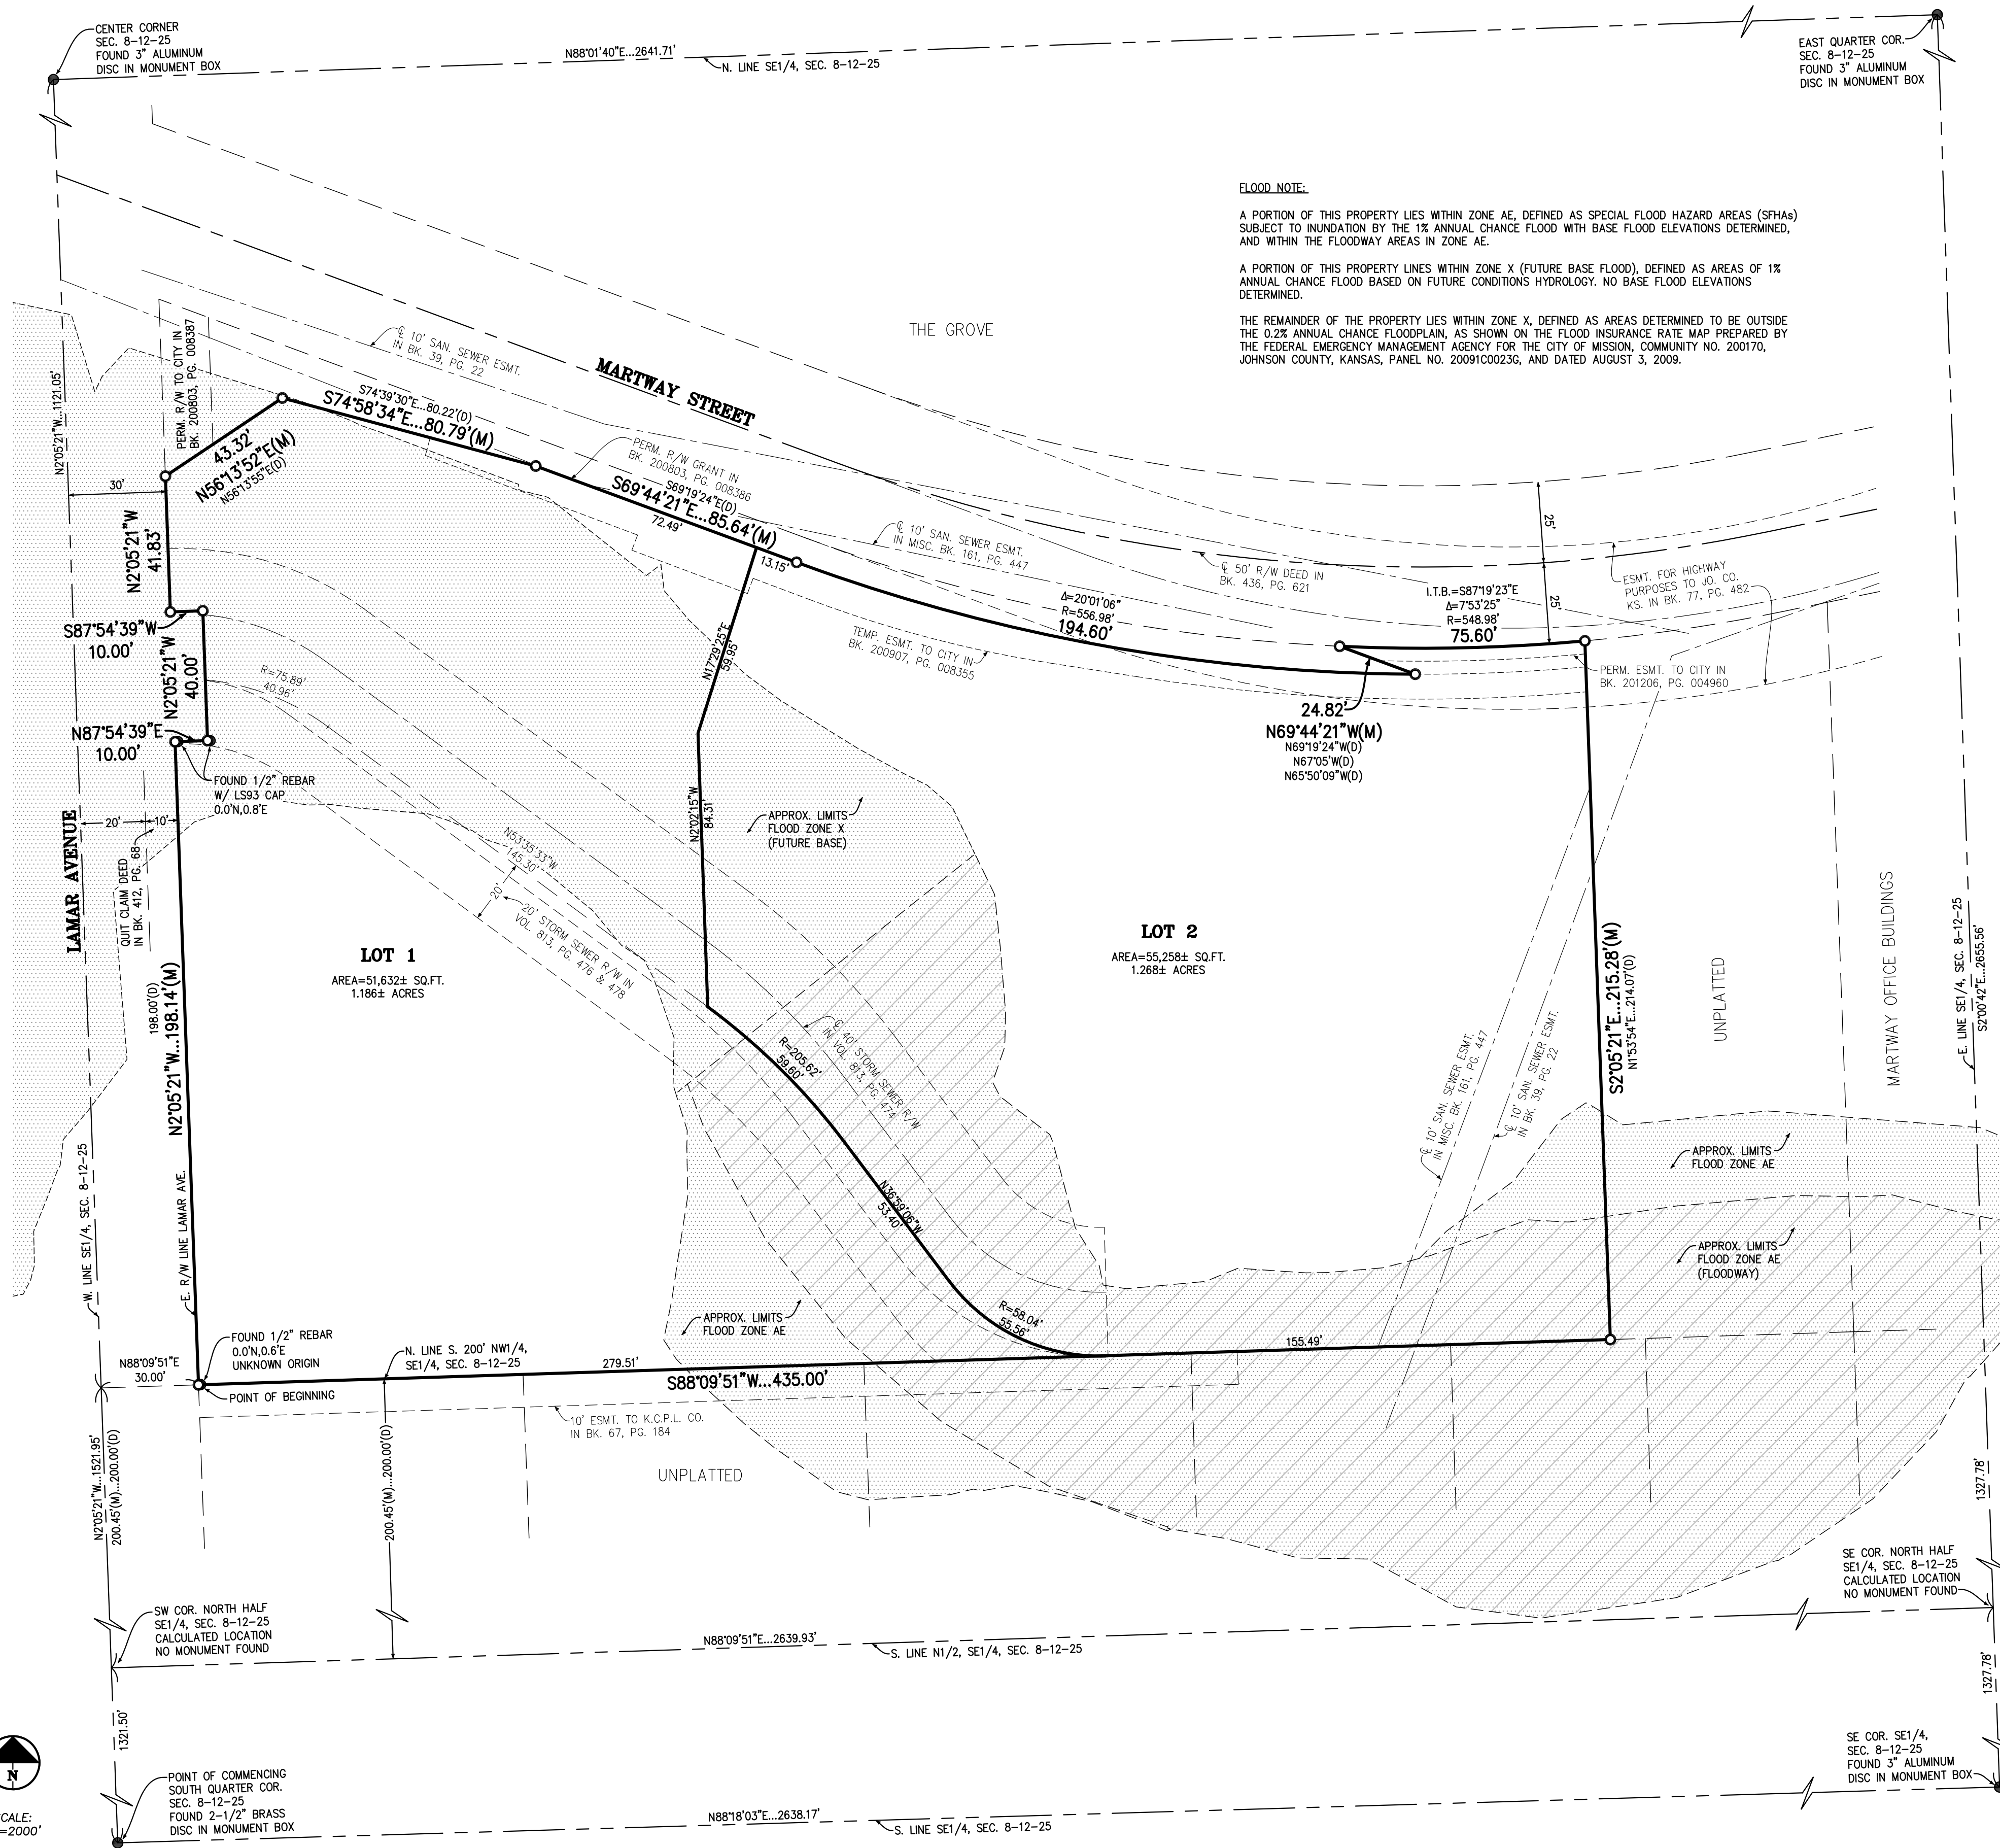 CENTER CORNER
SEC. 8-12-25
FOUND 3" ALUMINUM
DISC IN MONUMENT BOX
N88°01'40"E...2641.71'
N. LINE SE1/4, SEC. 8-12-25
EAST QUARTER COR.
SEC. 8-12-25
FOUND 3" ALUMINUM
DISC IN MONUMENT BOX
FLOOD NOTE:
A PORTION OF THIS PROPERTY LIES WITHIN ZONE AE, DEFINED AS SPECIAL FLOOD HAZARD AREAS (SFHAs)
SUBJECT TO INUNDATION BY THE 1% ANNUAL CHANCE FLOOD WITH BASE FLOOD ELEVATIONS DETERMINED,
AND WITHIN THE FLOODWAY AREAS IN ZONE AE.
A PORTION OF THIS PROPERTY LINES WITHIN ZONE X (FUTURE BASE FLOOD), DEFINED AS AREAS OF 1%
ANNUAL CHANCE FLOOD BASED ON FUTURE CONDITIONS HYDROLOGY. NO BASE FLOOD ELEVATIONS
DETERMINED.
THE REMAINDER OF THE PROPERTY LIES WITHIN ZONE X, DEFINED AS AREAS DETERMINED TO BE OUTSIDE
THE 0.2% ANNUAL CHANCE FLOODPLAIN, AS SHOWN ON THE FLOOD INSURANCE RATE MAP PREPARED BY
THE FEDERAL EMERGENCY MANAGEMENT AGENCY FOR THE CITY OF MISSION, COMMUNITY NO. 200170,
JOHNSON COUNTY, KANSAS, PANEL NO. 20091C0023G, AND DATED AUGUST 3, 2009.
THE GROVE
MARTWAY STREET
N2°05'21"W...1121.05'
PERM. R/W TO CITY IN
BK. 200803, PG. 008387
℄ 10' SAN. SEWER ESMT.
IN BK. 39, PG. 22
S74°39'30"E...80.22'(D)
S74°58'34"E...80.79'(M)
43.32'
N56°13'52"E(M)
N56°13'55"E(D)
30'
PERM. R/W GRANT IN
BK. 200803, PG. 008386
S69°19'24"E(D)
S69°44'21"E...85.64'(M)
72.49'
13.15'
℄ 10' SAN. SEWER ESMT.
IN MISC. BK. 161, PG. 447
℄ 50' R/W DEED IN
BK. 436, PG. 621
25'
25'
ESMT. FOR HIGHWAY
PURPOSES TO JO. CO.
KS. IN BK. 77, PG. 482
I.T.B.=S87°19'23"E
Δ=7°53'25"
R=548.98'
75.60'
Δ=20°01'06"
R=556.98'
194.60'
TEMP. ESMT. TO CITY IN
BK. 200907, PG. 008355
PERM. ESMT. TO CITY IN
BK. 201206, PG. 004960
24.82'
N69°44'21"W(M)
N69°19'24"W(D)
N67°05'W(D)
N65°50'09"W(D)
N2°05'21"W
41.83'
S87°54'39"W
10.00'
N2°05'21"W
40.00'
N87°54'39"E
10.00'
R=75.89'
40.96'
N17°29'25"E
59.95'
FOUND 1/2" REBAR
W/ LS93 CAP
0.0'N,0.8'E
20'
10'
LAMAR AVENUE
QUIT CLAIM DEED
IN BK. 412, PG. 68
N2°02'15"W
84.31'
APPROX. LIMITS
FLOOD ZONE X
(FUTURE BASE)
N53°35'33"W
145.30'
20'
20' STORM SEWER R/W IN
VOL. 813, PG. 476 & 478
LOT 1
AREA=51,632± SQ.FT.
1.186± ACRES
LOT 2
AREA=55,258± SQ.FT.
1.268± ACRES
198.00'(D)
N2°05'21"W...198.14'(M)
R=205.62'
59.60'
℄ 40' STORM SEWER R/W
IN VOL. 813, PG. 474
℄ 10' SAN. SEWER ESMT.
IN MISC. BK. 161, PG. 447
℄ 10' SAN. SEWER ESMT.
IN BK. 39, PG. 22
S2°05'21"E...215.28'(M)
N1°53'54"E...214.07'(D)
UNPLATTED
MARTWAY OFFICE BUILDINGS
E. LINE SE1/4, SEC. 8-12-25
S2°00'42"E...2655.56'
APPROX. LIMITS
FLOOD ZONE AE
APPROX. LIMITS
FLOOD ZONE AE
(FLOODWAY)
W. LINE SE1/4, SEC. 8-12-25
E. R/W LINE LAMAR AVE.
N36°59'06"W
53.40'
R=58.04'
55.56'
APPROX. LIMITS
FLOOD ZONE AE
FOUND 1/2" REBAR
0.0'N,0.6'E
UNKNOWN ORIGIN
N88°09'51"E
30.00'
POINT OF BEGINNING
N. LINE S. 200' NW1/4,
SE1/4, SEC. 8-12-25
279.51'
155.49'
S88°09'51"W...435.00'
10' ESMT. TO K.C.P.L. CO.
IN BK. 67, PG. 184
UNPLATTED
N2°05'21"W...1521.95'
200.45'(M)...200.00'(D)
200.45'(M)...200.00'(D)
1327.78'
SW COR. NORTH HALF
SE1/4, SEC. 8-12-25
CALCULATED LOCATION
NO MONUMENT FOUND
SE COR. NORTH HALF
SE1/4, SEC. 8-12-25
CALCULATED LOCATION
NO MONUMENT FOUND
N88°09'51"E...2639.93'
S. LINE N1/2, SE1/4, SEC. 8-12-25
1321.50'
1327.78'
N
CALE:
=2000'
POINT OF COMMENCING
SOUTH QUARTER COR.
SEC. 8-12-25
FOUND 2-1/2" BRASS
DISC IN MONUMENT BOX
N88°18'03"E...2638.17'
S. LINE SE1/4, SEC. 8-12-25
SE COR. SE1/4,
SEC. 8-12-25
FOUND 3" ALUMINUM
DISC IN MONUMENT BOX